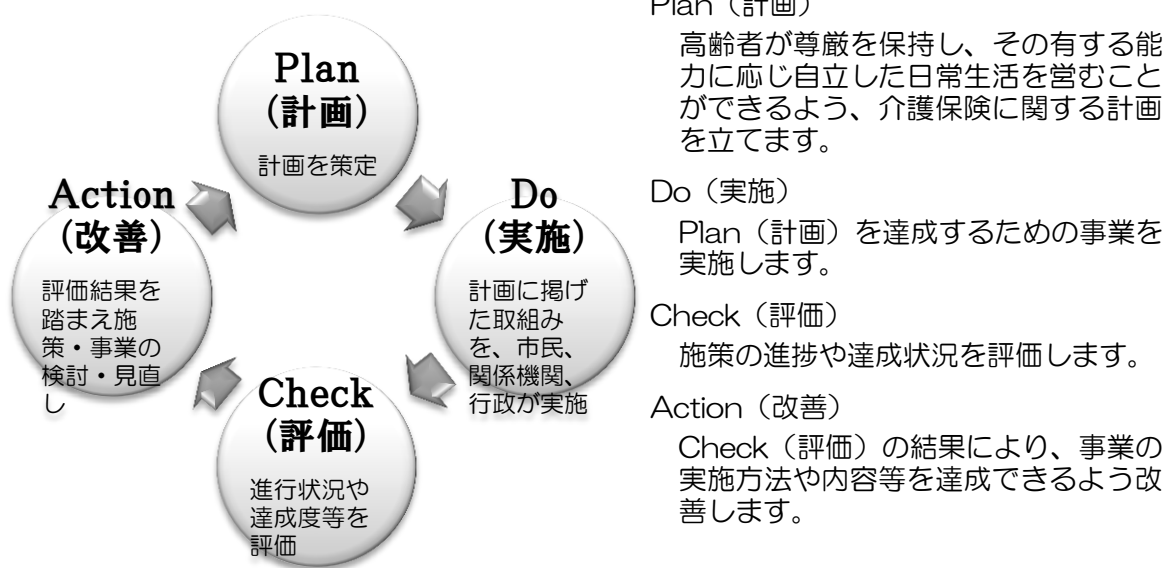 Plan
(計画)
計画を策定
Do
(実施)
計画に掲げ
た取組み
を、市民、
関係機関、
行政が実施
Check
(評価)
進行状況や
達成度等を
評価
Action
(改善)
評価結果を
踏まえ施
策・事業の
検討・見直
し
Plan（計画）
高齢者が尊厳を保持し、その有する能
力に応じ自立した日常生活を営むこと
ができるよう、介護保険に関する計画
を立てます。
Do（実施）
Plan（計画）を達成するための事業を
実施します。
Check（評価）
施策の進捗や達成状況を評価します。
Action（改善）
Check（評価）の結果により、事業の
実施方法や内容等を達成できるよう改
善します。